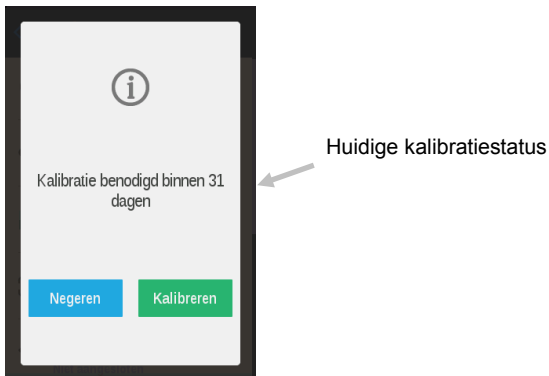 Kalibratie benodigd binnen 31
dagen
Negeren
Kalibreren
Huidige kalibratiestatus